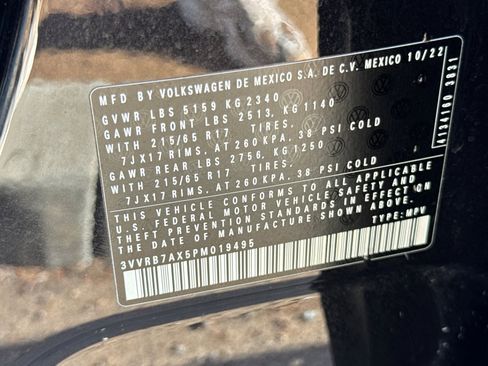 MFD BY VOLKSWAGEN DE MEXICO S.A. DE C.V. MEXICO 10/22
GVWR LBS 5159 KG 2340
GAWR FRONT LBS 2513, KG 1140
WITH 215/65 R17 TIRES.
7JX17 RIMS. AT 260 KPA. 38 PSI COLD
GAWR REAR LBS 2756, KG 1250
WITH 215/65 R17 TIRES.
7JX17 RIMS. AT 260 KPA. 38 PSI COLD
THIS VEHICLE CONFORMS TO ALL APPLICABLE
U.S. FEDERAL MOTOR VEHICLE SAFETY AND
THEFT PREVENTION STANDARDS IN EFFECT ON
THE DATE OF MANUFACTURE SHOWN ABOVE.
3VVRB7AX5PM019495 TYPE: MPV
4134100 3831